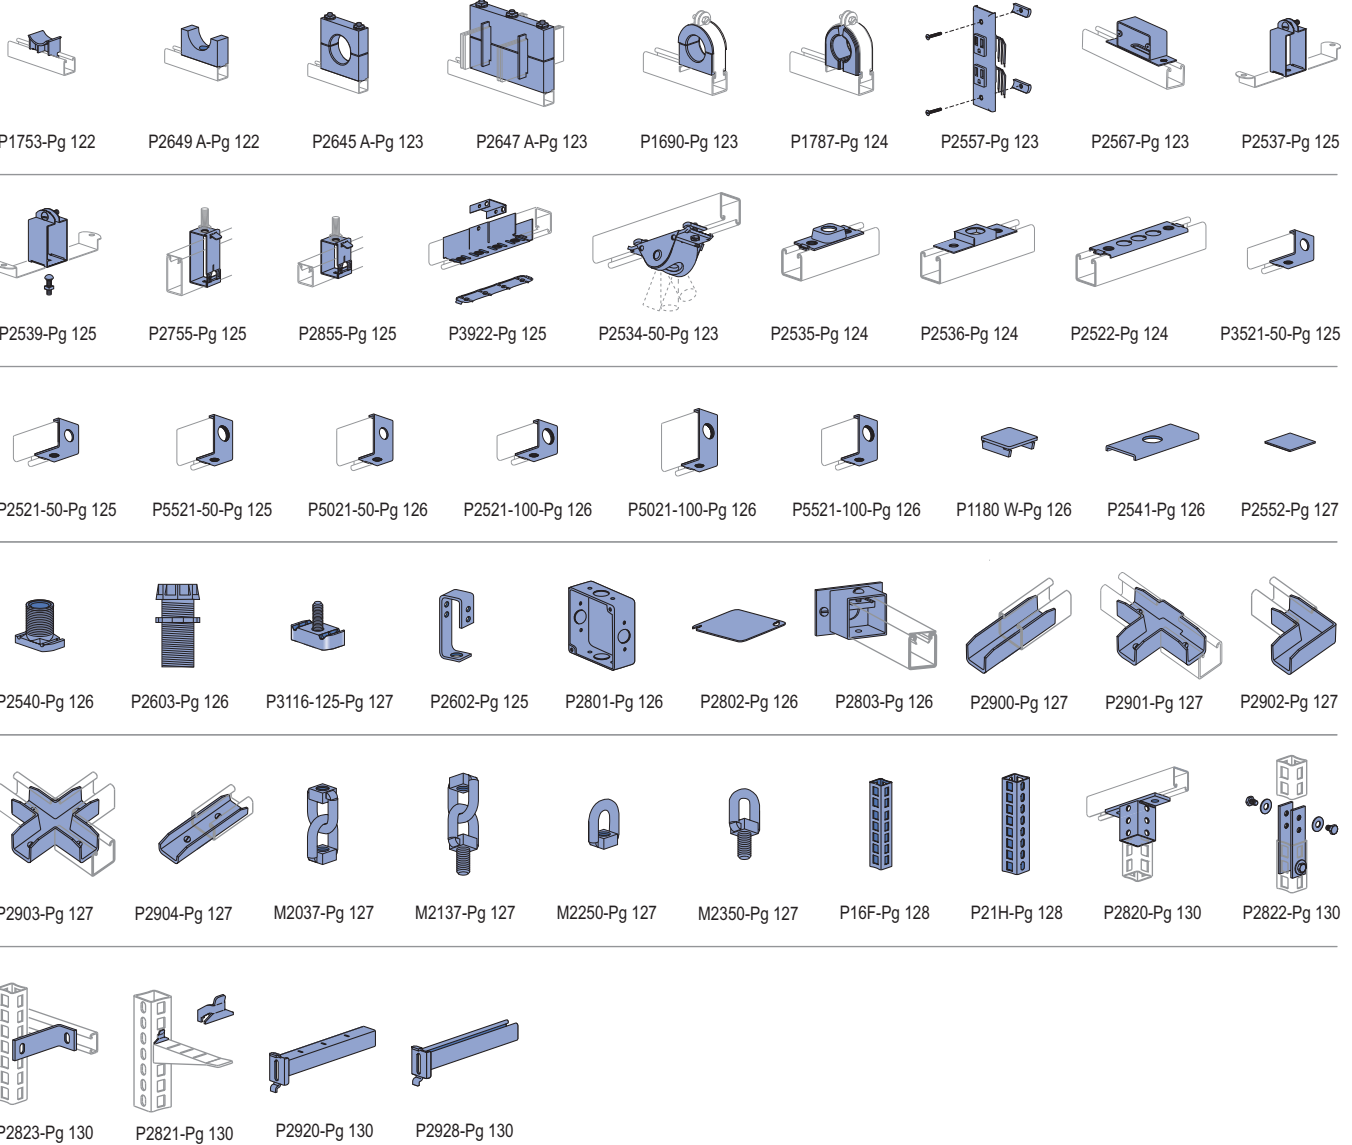 P1753-Pg 122 P2649 A-Pg 122 P2645 A-Pg 123 P2647 A-Pg 123 P1690-Pg 123 P1787-Pg 124 P2557-Pg 123 P2567-Pg 123 P2537-Pg 125
P2539-Pg 125 P2755-Pg 125 P2855-Pg 125 P3922-Pg 125 P2534-50-Pg 123 P2535-Pg 124 P2536-Pg 124 P2522-Pg 124 P3521-50-Pg 125
P2521-50-Pg 125 P5521-50-Pg 125 P5021-50-Pg 126 P2521-100-Pg 126 P5021-100-Pg 126 P5521-100-Pg 126 P1180 W-Pg 126 P2541-Pg 126 P2552-Pg 127
P2540-Pg 126 P2603-Pg 126 P3116-125-Pg 127 P2602-Pg 125 P2801-Pg 126 P2802-Pg 126 P2803-Pg 126 P2900-Pg 127 P2901-Pg 127 P2902-Pg 127
P2903-Pg 127 P2904-Pg 127 M2037-Pg 127 M2137-Pg 127 M2250-Pg 127 M2350-Pg 127 P16F-Pg 128 P21H-Pg 128 P2820-Pg 130 P2822-Pg 130
P2823-Pg 130 P2821-Pg 130 P2920-Pg 130 P2928-Pg 130